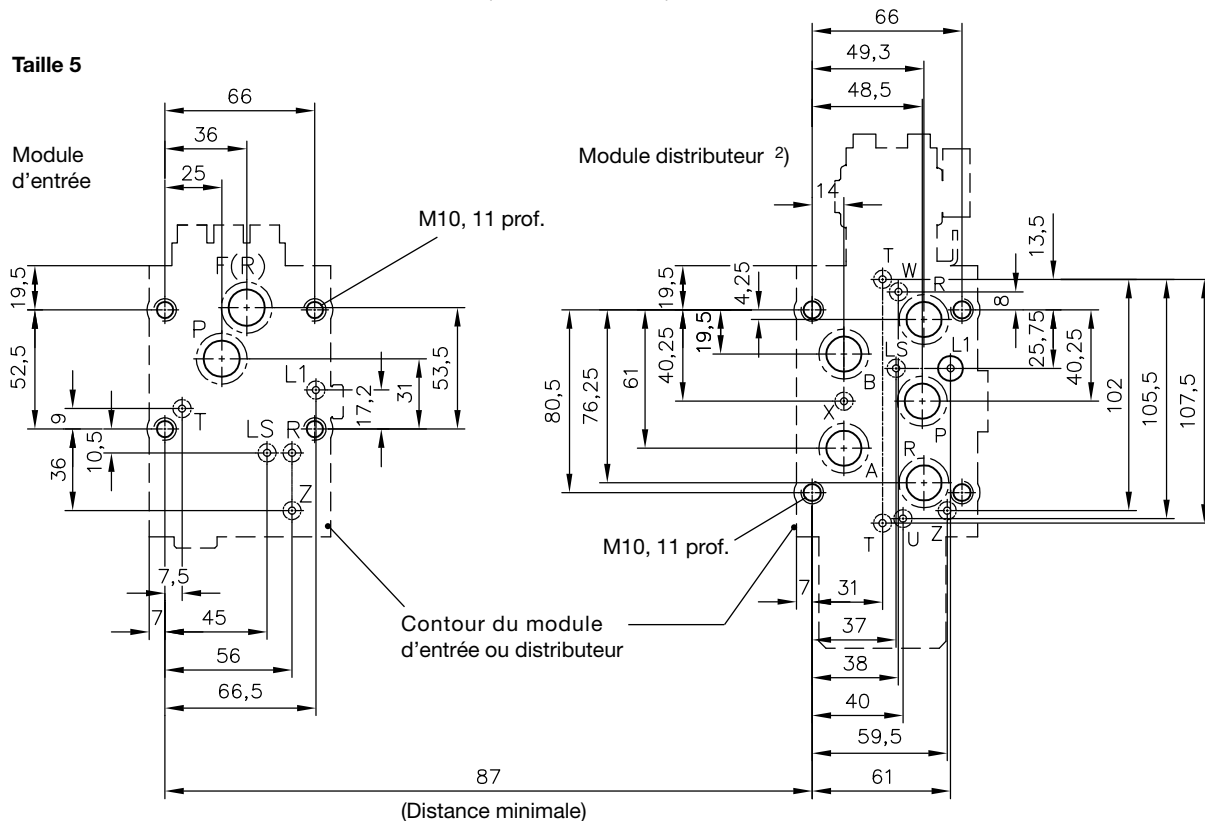 Taille 5
Module
d'entrée
66
36
25
M10, 11 prof.
F (R)
P
L1
T
LS
R
Z
19,5
52,5
9
10,5
36
53,5
31
17,2
7,5
7
45
56
66,5
Contour du module
d'entrée ou distributeur
87
(Distance minimale)
Module distributeur 2)
66
49,3
48,5
14
T
W
R
LS
L1
B
X
P
R
A
T
U
Z
19,5
4,25
19,5
40,25
61
76,25
80,5
13,5
8
25,75
40,25
102
105,5
107,5
M10, 11 prof.
7
31
37
38
40
59,5
61